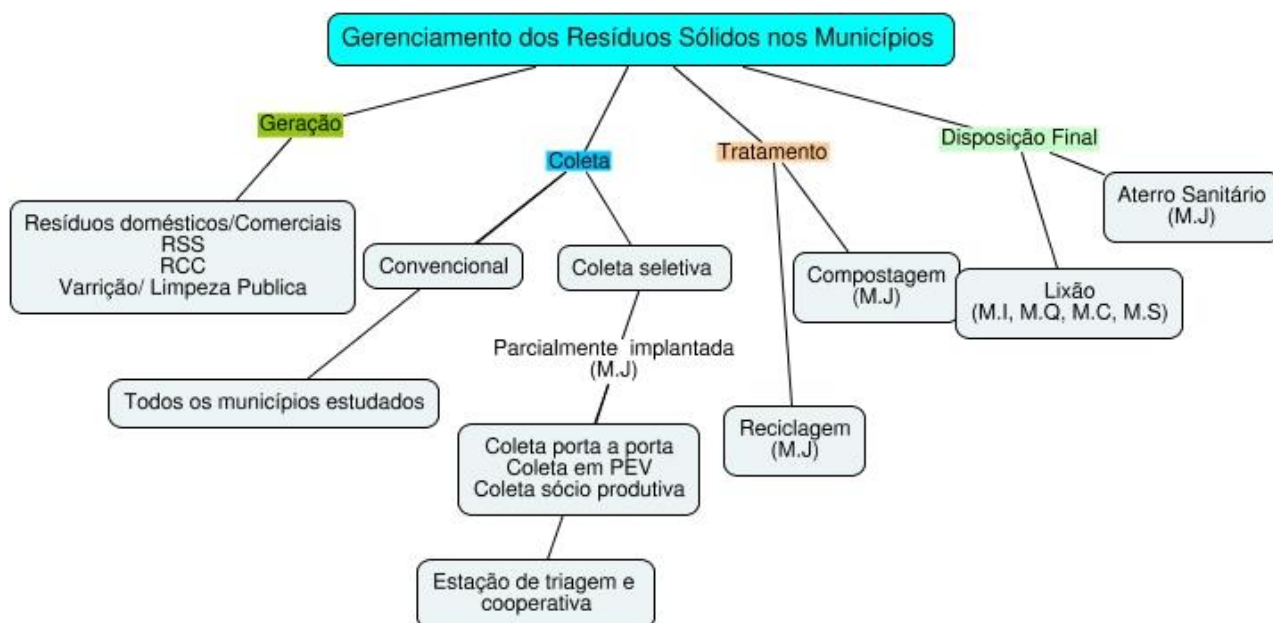 Gerenciamento dos Resíduos Sólidos nos Municípios
Geração
Resíduos domésticos/Comerciais
RSS
RCC
Varrição/ Limpeza Publica
Coleta
Convencional
Todos os municípios estudados
Coleta seletiva
Parcialmente implantada
(M.J)
Coleta porta a porta
Coleta em PEV
Coleta sócio produtiva
Estação de triagem e
cooperativa
Tratamento
Compostagem
(M.J)
Reciclagem
(M.J)
Disposição Final
Aterro Sanitário
(M.J)
Lixão
(M.I, M.Q, M.C, M.S)